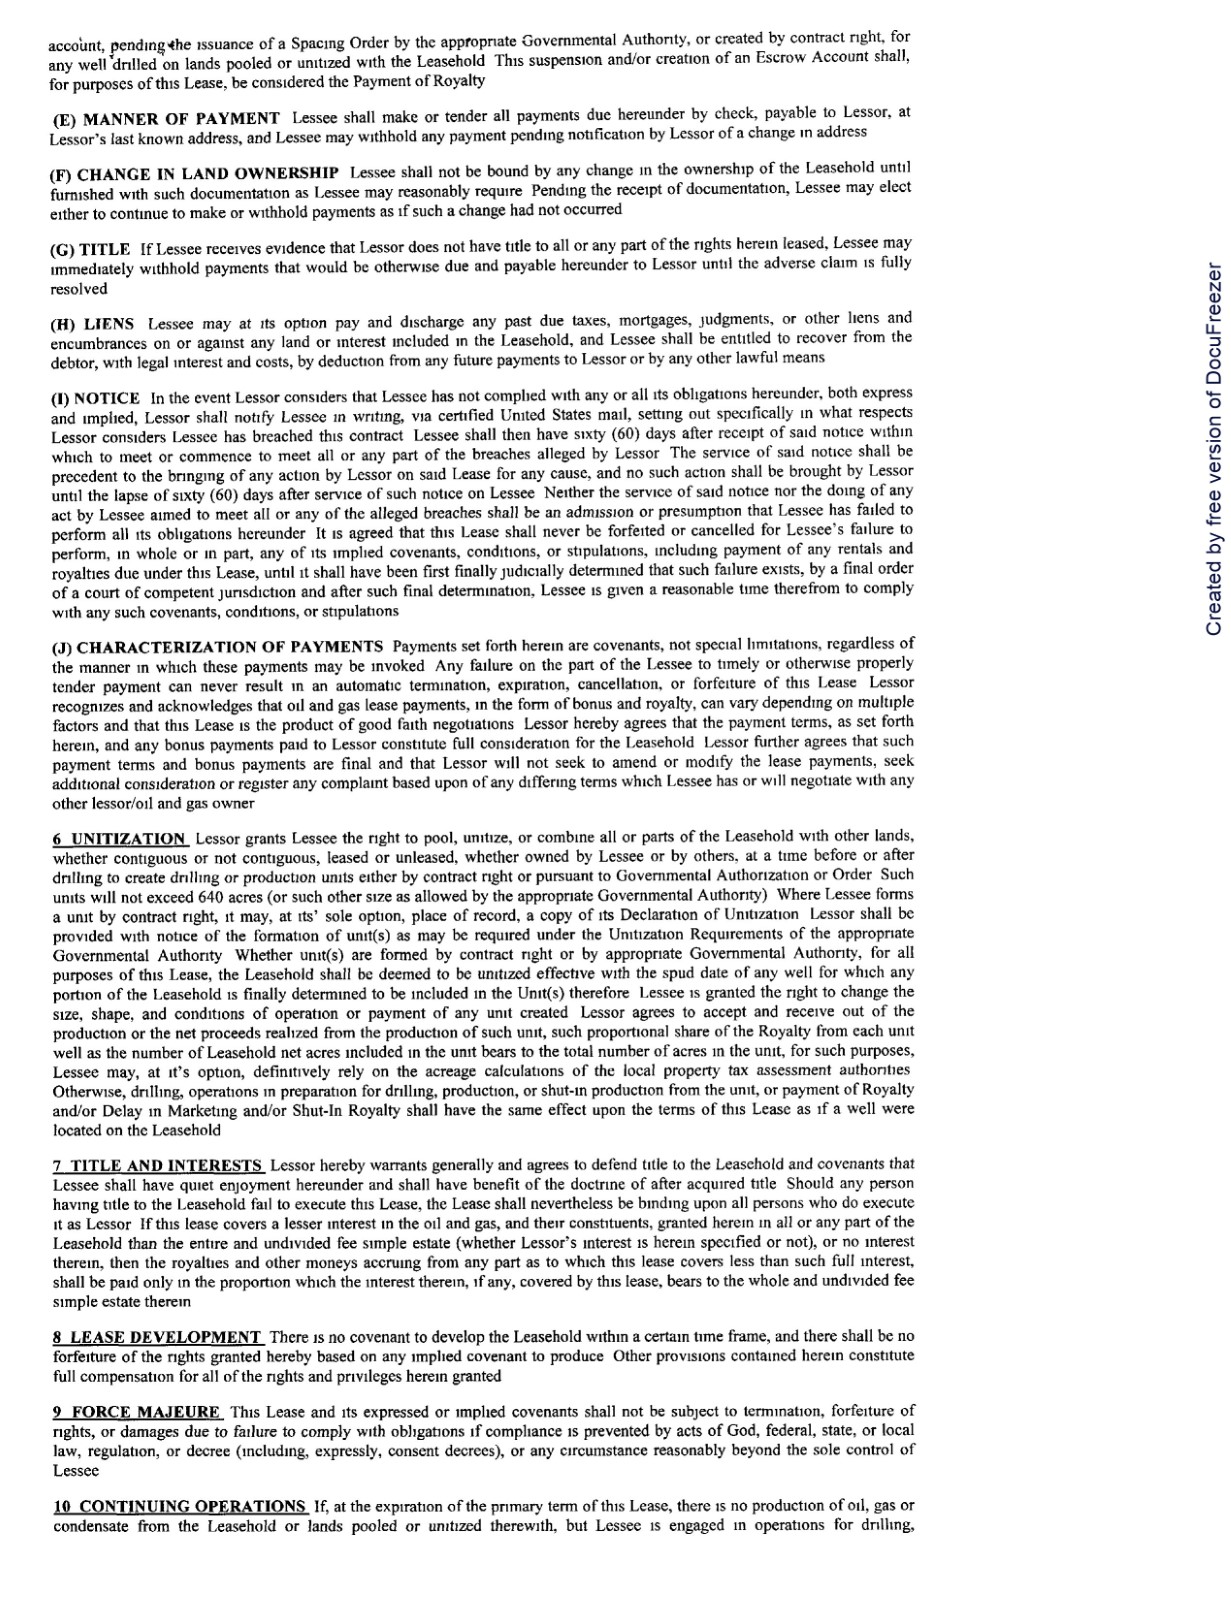 account, pending the issuance of a Spacing Order by the appropriate Governmental Authority, or created by contract right, for
any well drilled on lands pooled or unitized with the Leasehold This suspension and/or creation of an Escrow Account shall,
for purposes of this Lease, be considered the Payment of Royalty
(E) MANNER OF PAYMENT Lessee shall make or tender all payments due hereunder by check, payable to Lessor, at
Lessor's last known address, and Lessee may withhold any payment pending notification by Lessor of a change in address
(F) CHANGE IN LAND OWNERSHIP Lessee shall not be bound by any change in the ownership of the Leasehold until
furnished with such documentation as Lessee may reasonably require Pending the receipt of documentation, Lessee may elect
either to continue to make or withhold payments as if such a change had not occurred
(G) TITLE If Lessee receives evidence that Lessor does not have title to all or any part of the rights herein leased, Lessee may
immediately withhold payments that would be otherwise due and payable hereunder to Lessor until the adverse claim is fully
resolved
(H) LIENS Lessee may at its option pay and discharge any past due taxes, mortgages, judgments, or other liens and
encumbrances on or against any land or interest included in the Leasehold, and Lessee shall be entitled to recover from the
debtor, with legal interest and costs, by deduction from any future payments to Lessor or by any other lawful means
(I) NOTICE In the event Lessor considers that Lessee has not complied with any or all its obligations hereunder, both express
and implied, Lessor shall notify Lessee in writing, via certified United States mail, setting out specifically in what respects
Lessor considers Lessee has breached this contract Lessee shall then have sixty (60) days after receipt of said notice within
which to meet or commence to meet all or any part of the breaches alleged by Lessor The service of said notice shall be
precedent to the bringing of any action by Lessor on said Lease for any cause, and no such action shall be brought by Lessor
until the lapse of sixty (60) days after service of such notice on Lessee Neither the service of said notice nor the doing of any
act by Lessee aimed to meet all or any of the alleged breaches shall be an admission or presumption that Lessee has failed to
perform all its obligations hereunder It is agreed that this Lease shall never be forfeited or cancelled for Lessee's failure to
perform, in whole or in part, any of its implied covenants, conditions, or stipulations, including payment of any rentals and
royalties due under this Lease, until it shall have been first finally judicially determined that such failure exists, by a final order
of a court of competent jurisdiction and after such final determination, Lessee is given a reasonable time therefrom to comply
with any such covenants, conditions, or stipulations
(J) CHARACTERIZATION OF PAYMENTS Payments set forth herein are covenants, not special limitations, regardless of
the manner in which these payments may be invoked Any failure on the part of the Lessee to timely or otherwise properly
tender payment can never result in an automatic termination, expiration, cancellation, or forfeiture of this Lease Lessor
recognizes and acknowledges that oil and gas lease payments, in the form of bonus and royalty, can vary depending on multiple
factors and that this Lease is the product of good faith negotiations Lessor hereby agrees that the payment terms, as set forth
herein, and any bonus payments paid to Lessor constitute full consideration for the Leasehold Lessor further agrees that such
payment terms and bonus payments are final and that Lessor will not seek to amend or modify the lease payments, seek
additional consideration or register any complaint based upon of any differing terms which Lessee has or will negotiate with any
other lessor/oil and gas owner
6 UNITIZATION Lessor grants Lessee the right to pool, unitize, or combine all or parts of the Leasehold with other lands,
whether contiguous or not contiguous, leased or unleased, whether owned by Lessee or by others, at a time before or after
drilling to create drilling or production units either by contract right or pursuant to Governmental Authorization or Order Such
units will not exceed 640 acres (or such other size as allowed by the appropriate Governmental Authority) Where Lessee forms
a unit by contract right, it may, at its' sole option, place of record, a copy of its Declaration of Unitization Lessor shall be
provided with notice of the formation of unit(s) as may be required under the Unitization Requirements of the appropriate
Governmental Authority Whether unit(s) are formed by contract right or by appropriate Governmental Authority, for all
purposes of this Lease, the Leasehold shall be deemed to be unitized effective with the spud date of any well for which any
portion of the Leasehold is finally determined to be included in the Unit(s) therefore Lessee is granted the right to change the
size, shape, and conditions of operation or payment of any unit created Lessor agrees to accept and receive out of the
production or the net proceeds realized from the production of such unit, such proportional share of the Royalty from each unit
well as the number of Leasehold net acres included in the unit bears to the total number of acres in the unit, for such purposes,
Lessee may, at it's option, definitively rely on the acreage calculations of the local property tax assessment authorities
Otherwise, drilling, operations in preparation for drilling, production, or shut-in production from the unit, or payment of Royalty
and/or Delay in Marketing and/or Shut-In Royalty shall have the same effect upon the terms of this Lease as if a well were
located on the Leasehold
7 TITLE AND INTERESTS Lessor hereby warrants generally and agrees to defend title to the Leasehold and covenants that
Lessee shall have quiet enjoyment hereunder and shall have benefit of the doctrine of after acquired title Should any person
having title to the Leasehold fail to execute this Lease, the Lease shall nevertheless be binding upon all persons who do execute
it as Lessor If this lease covers a lesser interest in the oil and gas, and their constituents, granted herein in all or any part of the
Leasehold than the entire and undivided fee simple estate (whether Lessor's interest is herein specified or not), or no interest
therein, then the royalties and other moneys accruing from any part as to which this lease covers less than such full interest,
shall be paid only in the proportion which the interest therein, if any, covered by this lease, bears to the whole and undivided fee
simple estate therein
8 LEASE DEVELOPMENT There is no covenant to develop the Leasehold within a certain time frame, and there shall be no
forfeiture of the rights granted hereby based on any implied covenant to produce Other provisions contained herein constitute
full compensation for all of the rights and privileges herein granted
9 FORCE MAJEURE This Lease and its expressed or implied covenants shall not be subject to termination, forfeiture of
rights, or damages due to failure to comply with obligations if compliance is prevented by acts of God, federal, state, or local
law, regulation, or decree (including, expressly, consent decrees), or any circumstance reasonably beyond the sole control of
Lessee
10 CONTINUING OPERATIONS If, at the expiration of the primary term of this Lease, there is no production of oil, gas or
condensate from the Leasehold or lands pooled or unitized therewith, but Lessee is engaged in operations for drilling,
Created by free version of DocuFreezer